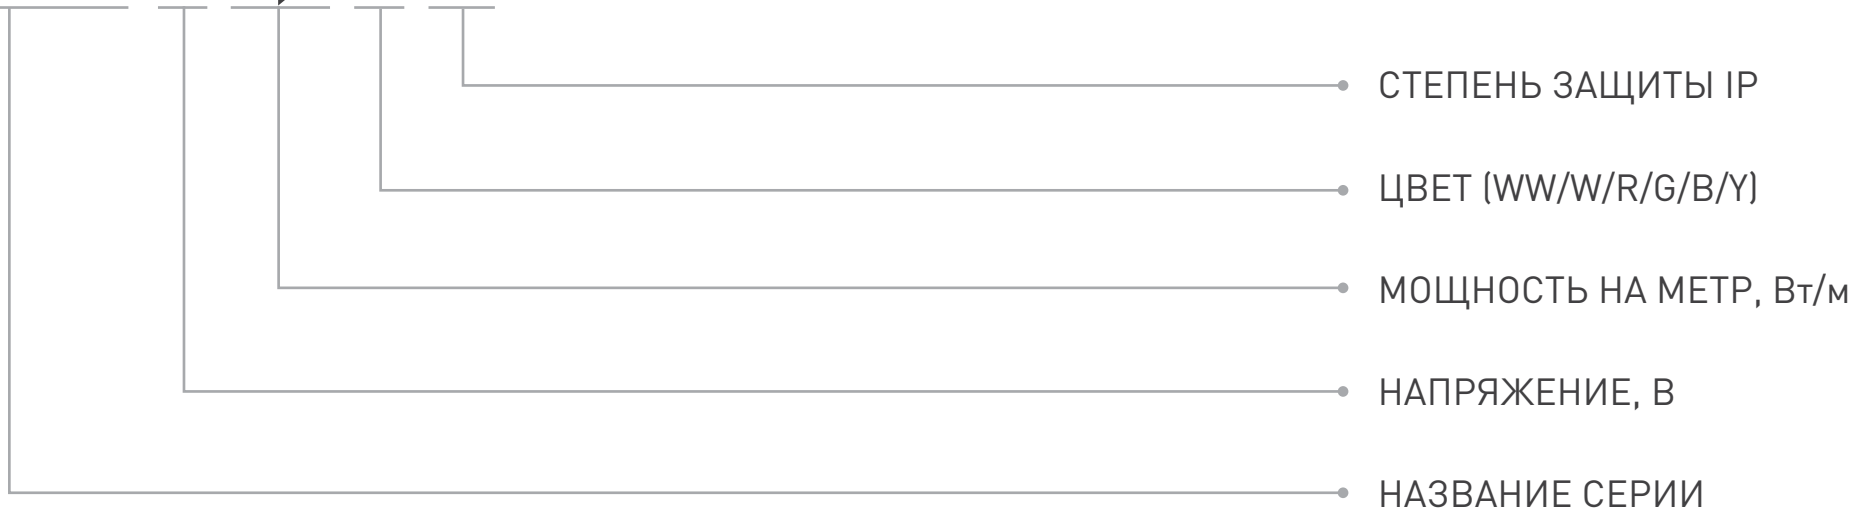 СТЕПЕНЬ ЗАЩИТЫ IP
ЦВЕТ (WW/W/R/G/B/Y)
МОЩНОСТЬ НА МЕТР, Вт/м
НАПРЯЖЕНИЕ, В
НАЗВАНИЕ СЕРИИ